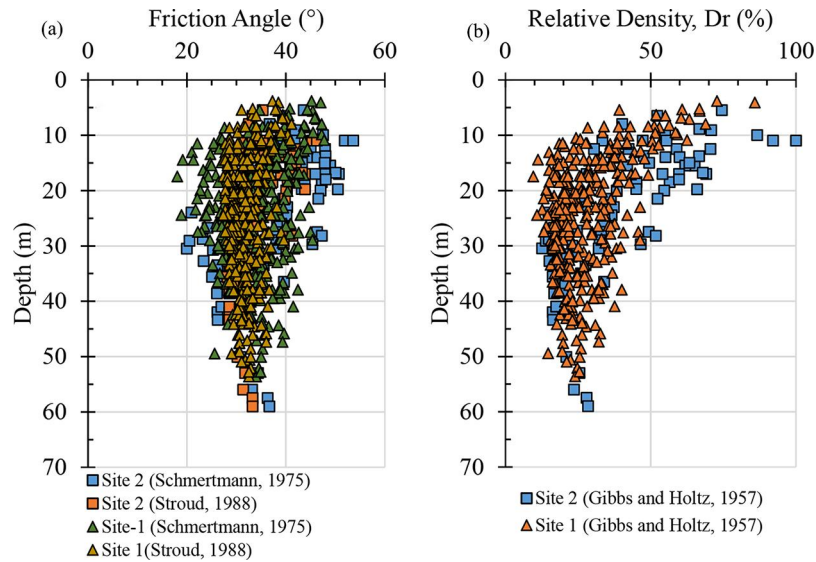 (a)
Friction Angle (°)
0 20 40 60
0
10
20
30
40
50
60
70
Depth (m)
Site 2 (Schmertmann, 1975)
Site 2 (Stroud, 1988)
Site-1 (Schmertmann, 1975)
Site 1(Stroud, 1988)
(b)
Relative Density, Dr (%)
0 50 100
0
10
20
30
40
50
60
70
Depth (m)
Site 2 (Gibbs and Holtz, 1957)
Site 1 (Gibbs and Holtz, 1957)